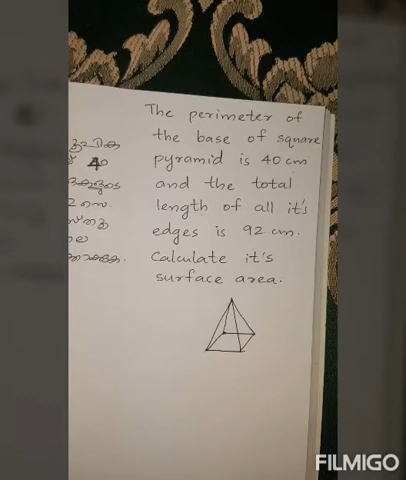 The perimeter of
the base of square
pyramid is 40 cm
and the total
length of all it's
edges is 92 cm.
Calculate it's
surface area.
40
FILMIGO